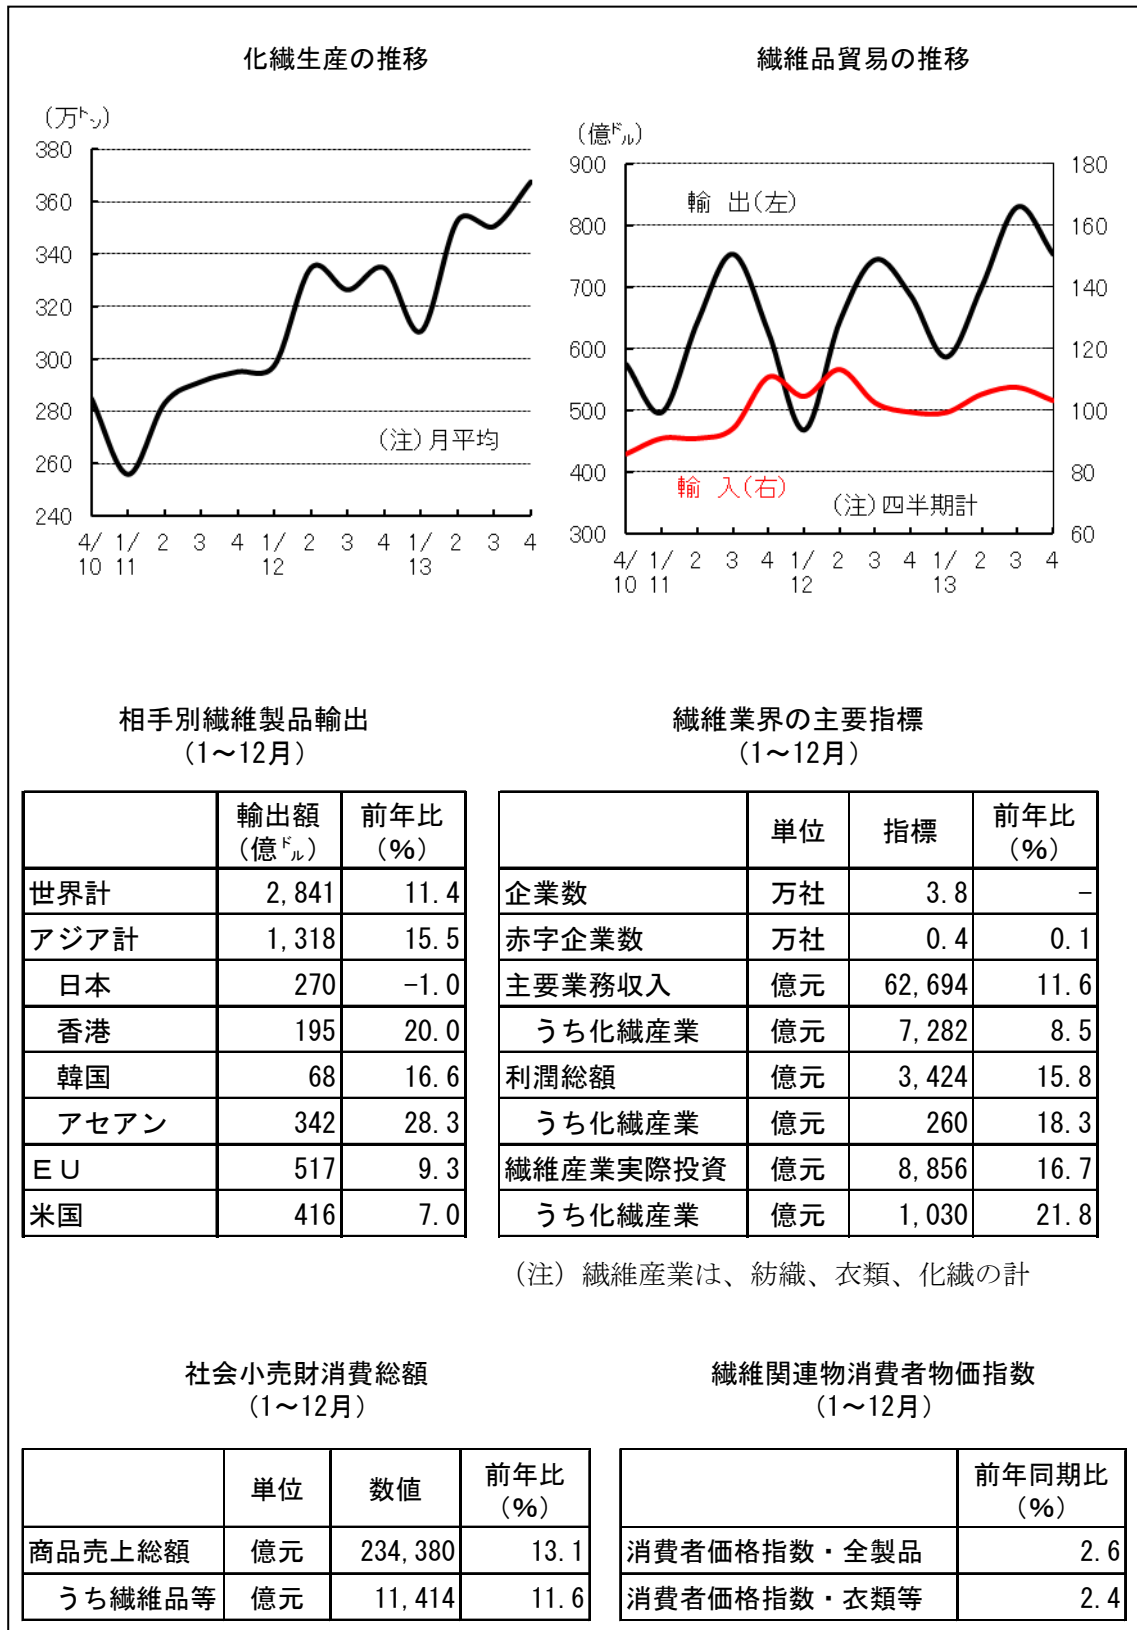 化繊生産の推移
(万トン)
380
360
340
320
300
280
260
240
(注)月平均
4/ 1/ 2 3 4 1/ 2 3 4 1/ 2 3 4
10 11 12 13
繊維品貿易の推移
(億ドル)
900 180
800 160
700 140
600 120
500 100
400 80
300 60
輸 出(左)
輸 入(右)
(注)四半期計
4/ 1/ 2 3 4 1/ 2 3 4 1/ 2 3 4
10 11 12 13
相手別繊維製品輸出
(1～12月)
輸出額 前年比
(億ドル) (%)
世界計 2,841 11.4
アジア計 1,318 15.5
日本 270 -1.0
香港 195 20.0
韓国 68 16.6
アセアン 342 28.3
ＥＵ 517 9.3
米国 416 7.0
繊維業界の主要指標
(1～12月)
単位 指標 前年比
(%)
企業数 万社 3.8 -
赤字企業数 万社 0.4 0.1
主要業務収入 億元 62,694 11.6
うち化繊産業 億元 7,282 8.5
利潤総額 億元 3,424 15.8
うち化繊産業 億元 260 18.3
繊維産業実際投資 億元 8,856 16.7
うち化繊産業 億元 1,030 21.8
(注) 繊維産業は、紡織、衣類、化繊の計
社会小売財消費総額
(1～12月)
単位 数値 前年比
(%)
商品売上総額 億元 234,380 13.1
うち繊維品等 億元 11,414 11.6
繊維関連物消費者物価指数
(1～12月)
前年同期比
(%)
消費者価格指数・全製品 2.6
消費者価格指数・衣類等 2.4